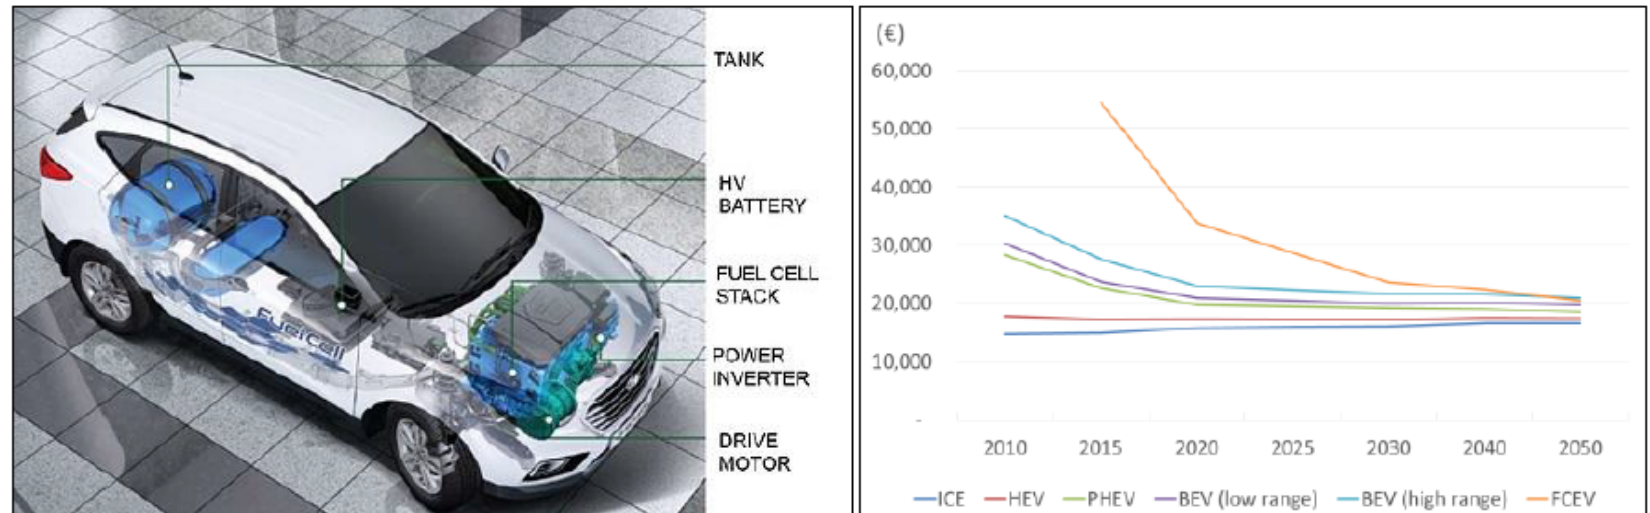 TANK
HV
BATTERY
FUEL CELL
STACK
POWER
INVERTER
DRIVE
MOTOR
FuelCell
(€)
60,000
50,000
40,000
30,000
20,000
10,000
-
2010 2015 2020 2025 2030 2040 2050
ICE HEV PHEV BEV (low range) BEV (high range) FCEV